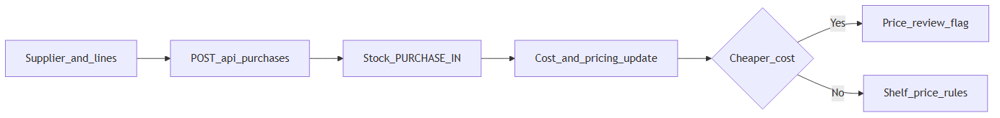 Supplier_and_lines
POST_api_purchases
Stock_PURCHASE_IN
Cost_and_pricing_update
Cheaper_cost
Yes
Price_review_flag
No
Shelf_price_rules